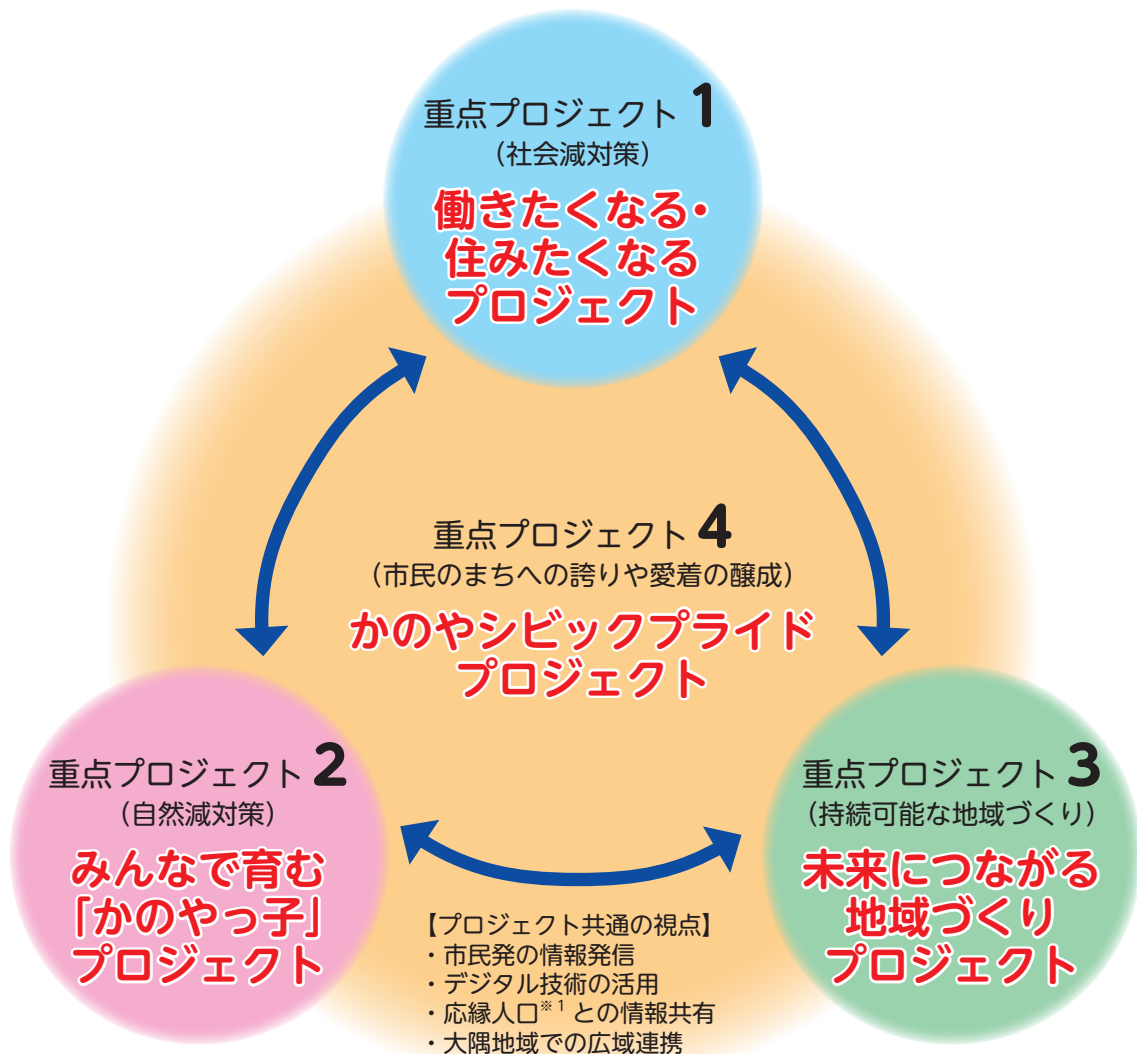 重点プロジェクト 1
（社会減対策）
働きたくなる・
住みたくなる
プロジェクト
重点プロジェクト 4
（市民のまちへの誇りや愛着の醸成）
かのやシビックプライド
プロジェクト
重点プロジェクト 2
（自然減対策）
みんなで育む
「かのやっ子」
プロジェクト
重点プロジェクト 3
（持続可能な地域づくり）
未来につながる
地域づくり
プロジェクト
【プロジェクト共通の視点】
・市民発の情報発信
・デジタル技術の活用
・応縁人口※1との情報共有
・大隅地域での広域連携